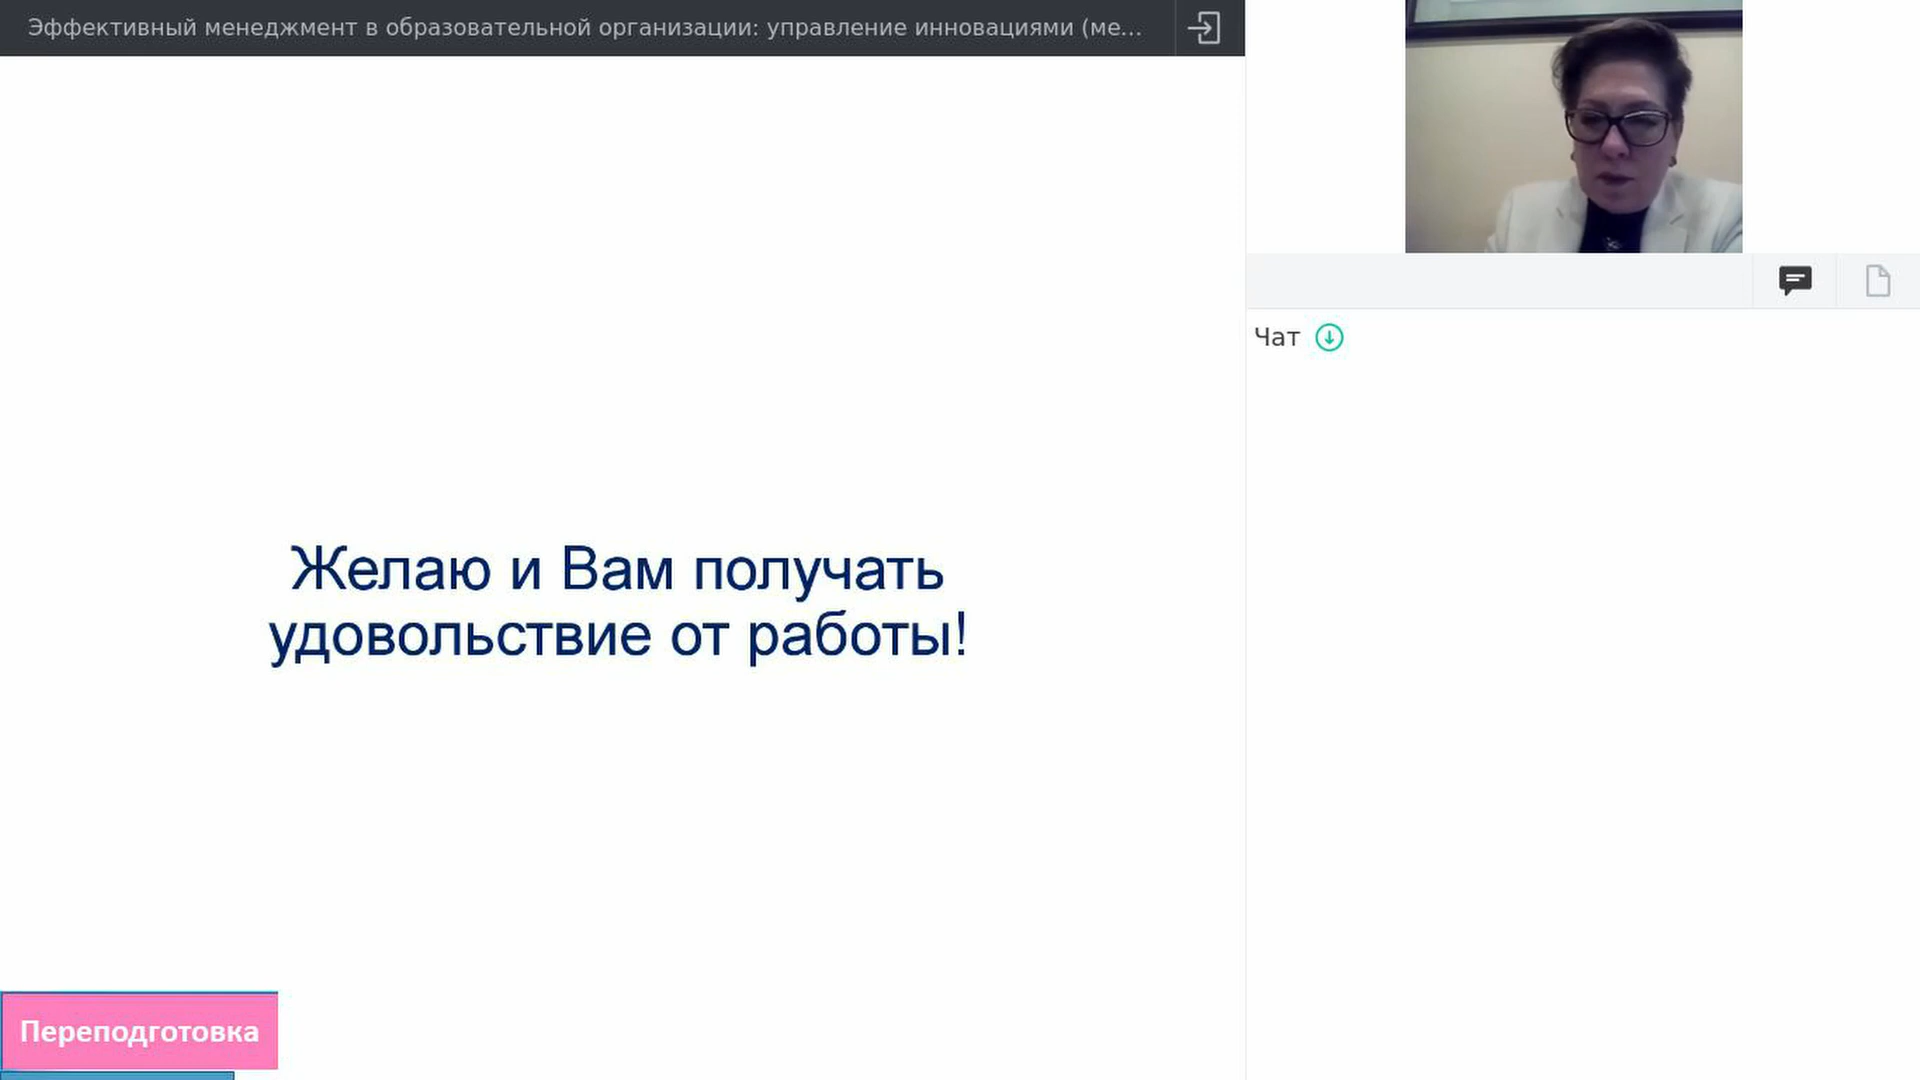 Эффективный менеджмент в образовательной организации: управление инновациями (ме...
Чат
Желаю и Вам получать
удовольствие от работы!
Переподготовка